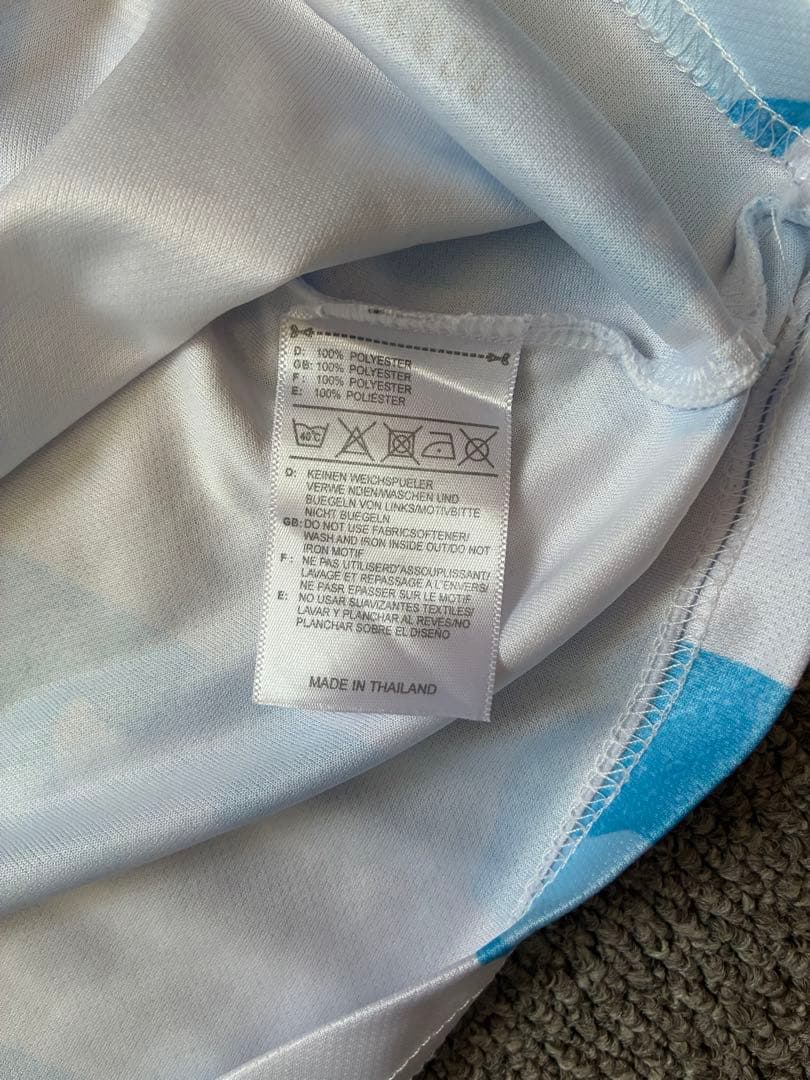 D: 100% POLYESTER
GB: 100% POLYESTER
F : 100% POLYESTER
E: 100% POLIÉSTER
40°C
D: KEINEN WEICHSPUELER
VERWE NDEN/WASCHEN UND
BUEGELN VON LINKS/MOTIVBITTE
NICHT BUEGELN
GB: DO NOT USE FABRICSOFTENER/
WASH AND IRON INSIDE OUT/DO NOT
IRON MOTIF
F : NE PAS UTILISERD'ASSOUPLISSANT/
LAVAGE ET REPASSAGE A L'ENVERS/
NE PASR EPASSER SUR LE MOTIF
E: NO USAR SUAVIZANTES TEXTILES/
LAVAR Y PLANCHAR AL REVES/NO
PLANCHAR SOBRE EL DISEÑO
MADE IN THAILAND